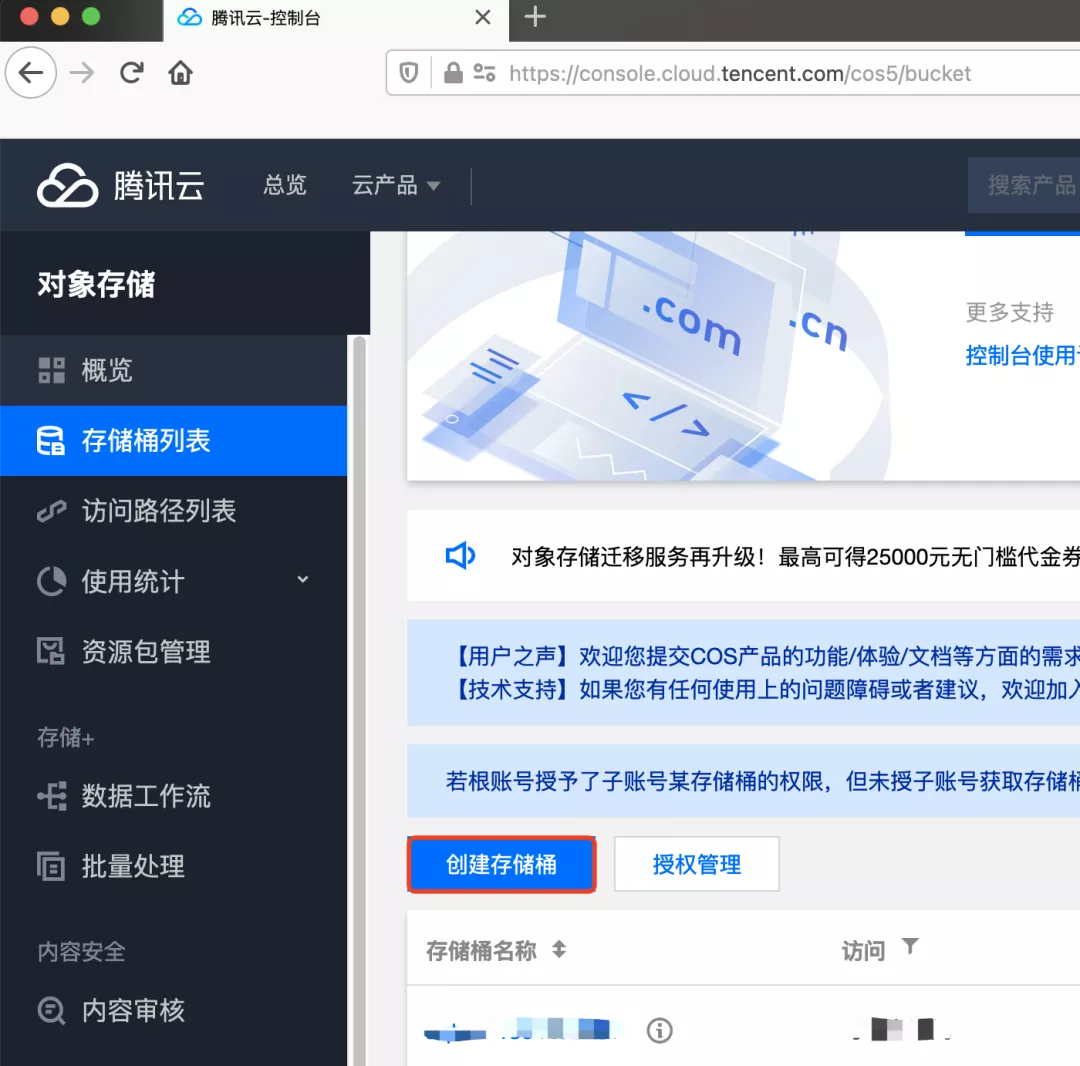 腾讯云-控制台
https://console.cloud.tencent.com/cos5/bucket
腾讯云
总览
云产品
搜索产品
对象存储
概览
存储桶列表
访问路径列表
使用统计
资源包管理
存储+
数据工作流
批量处理
内容安全
内容审核
.com
.cn
</>
更多支持
控制台使用
对象存储迁移服务再升级！最高可得25000元无门槛代金券
【用户之声】欢迎您提交COS产品的功能/体验/文档等方面的需求
【技术支持】如果您有任何使用上的问题障碍或者建议，欢迎加入
若根账号授予了子账号某存储桶的权限，但未授子账号获取存储桶
创建存储桶
授权管理
存储桶名称
访问